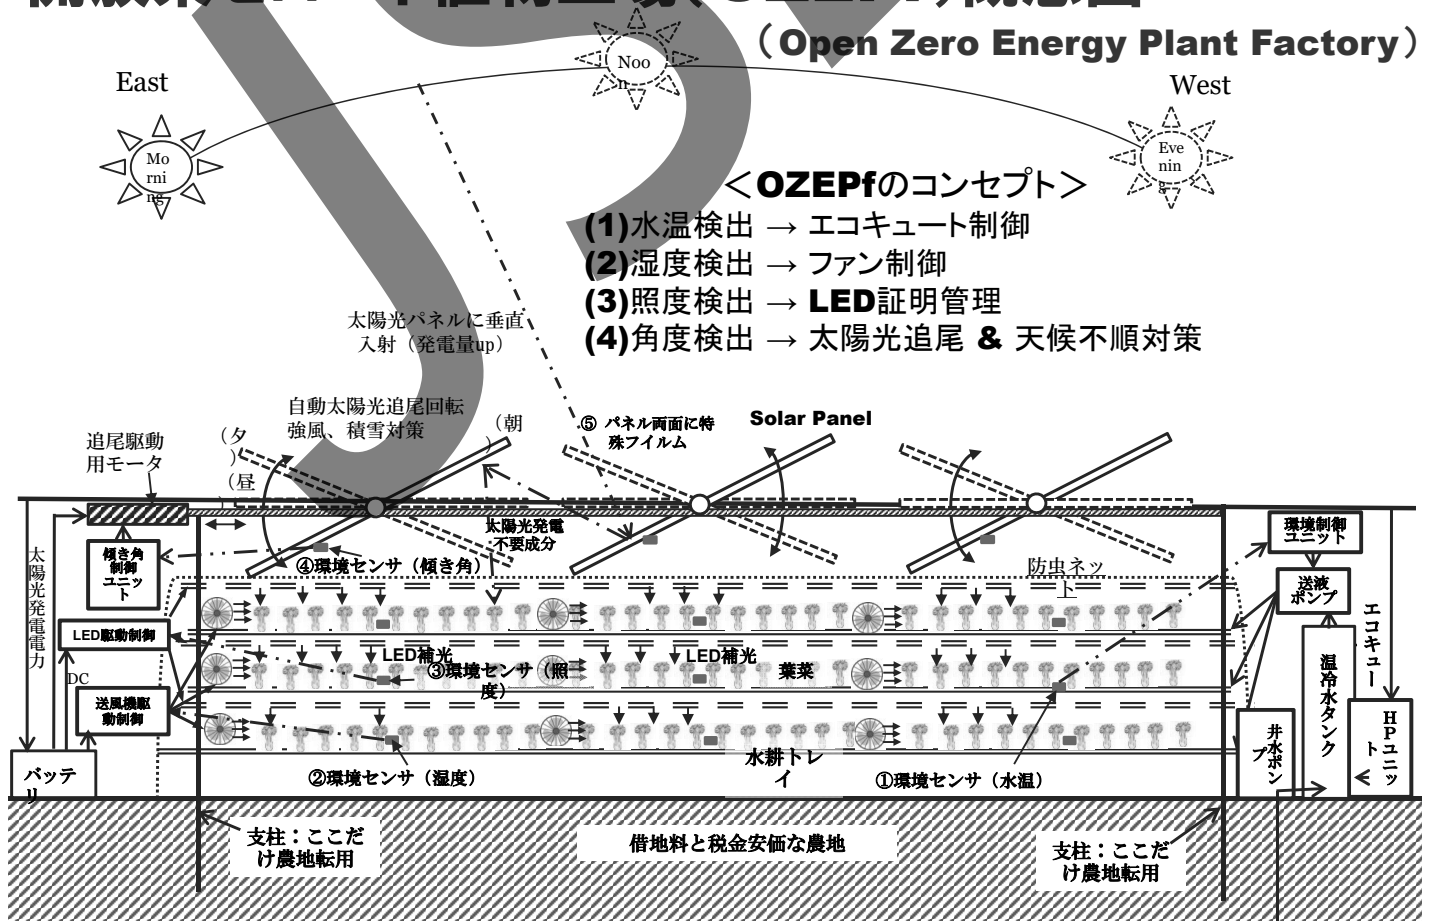 (Open Zero Energy Plant Factory)
East
Noo
n
West
Mo
rni
ng
Eve
nin
g
＜OZEPfのコンセプト＞
(1)水温検出 → エコキュート制御
(2)湿度検出 → ファン制御
(3)照度検出 → LED証明管理
(4)角度検出 → 太陽光追尾 & 天候不順対策
太陽光パネルに垂直
入射（発電量up）
自動太陽光追尾回転
強風、積雪対策
（朝
）
⑤ パネル両面に特
殊フイルム
Solar Panel
追尾駆動
用モータ
（夕
）
（昼
）
太陽光発電
不要成分
環境制御
ユニット
傾き角
制御
ユニッ
ト
④環境センサ（傾き角）
防虫ネッ
ト
送液
ポンプ
太陽光発電電力
LED駆動制御
エコキュー
LED補光
③環境センサ（照
度）
LED補光
葉菜
DC
送風機駆
動制御
温冷水タンク
HPユニッ
ト
井水ポン
プ
バッテ
リ
②環境センサ（湿度）
水耕トレ
イ
①環境センサ（水温）
支柱：ここだ
け農地転用
借地料と税金安価な農地
支柱：ここだ
け農地転用